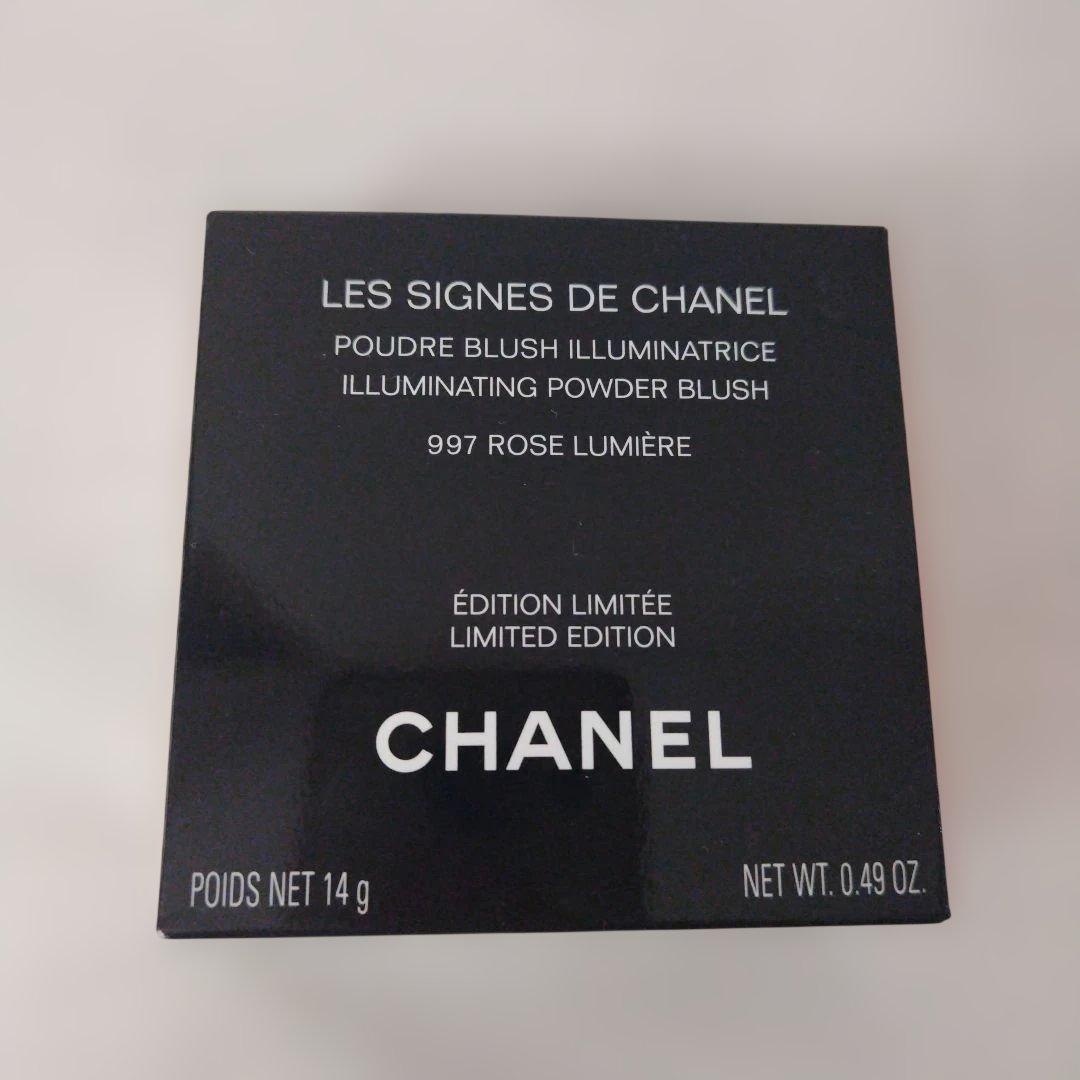 LES SIGNES DE CHANEL
POUDRE BLUSH ILLUMINATRICE
ILLUMINATING POWDER BLUSH
997 ROSE LUMIÈRE
ÉDITION LIMITÉE
LIMITED EDITION
CHANEL
POIDS NET 14 g
NET WT. 0.49 OZ.